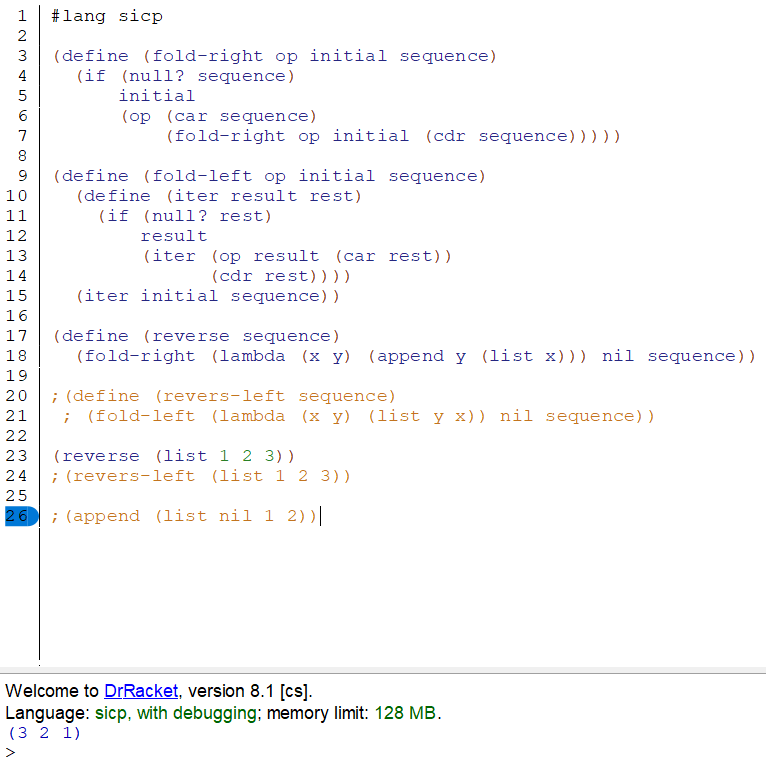 1 #lang sicp
2
3 (define (fold-right op initial sequence)
4   (if (null? sequence)
5       initial
6       (op (car sequence)
7           (fold-right op initial (cdr sequence)))))
8
9 (define (fold-left op initial sequence)
10   (define (iter result rest)
11     (if (null? rest)
12         result
13         (iter (op result (car rest))
14               (cdr rest))))
15   (iter initial sequence))
16
17 (define (reverse sequence)
18   (fold-right (lambda (x y) (append y (list x))) nil sequence))
19
20 ;(define (revers-left sequence)
21  ; (fold-left (lambda (x y) (list y x)) nil sequence))
22
23 (reverse (list 1 2 3))
24 ;(revers-left (list 1 2 3))
25
26 ;(append (list nil 1 2))
Welcome to DrRacket, version 8.1 [cs].
Language: sicp, with debugging; memory limit: 128 MB.
(3 2 1)
>